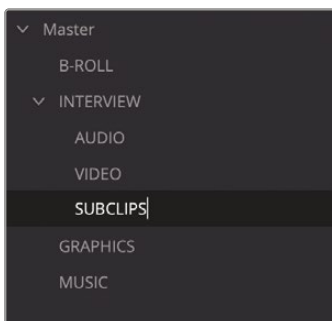 Master
B-ROLL
INTERVIEW
AUDIO
VIDEO
SUBCLIPS
GRAPHICS
MUSIC